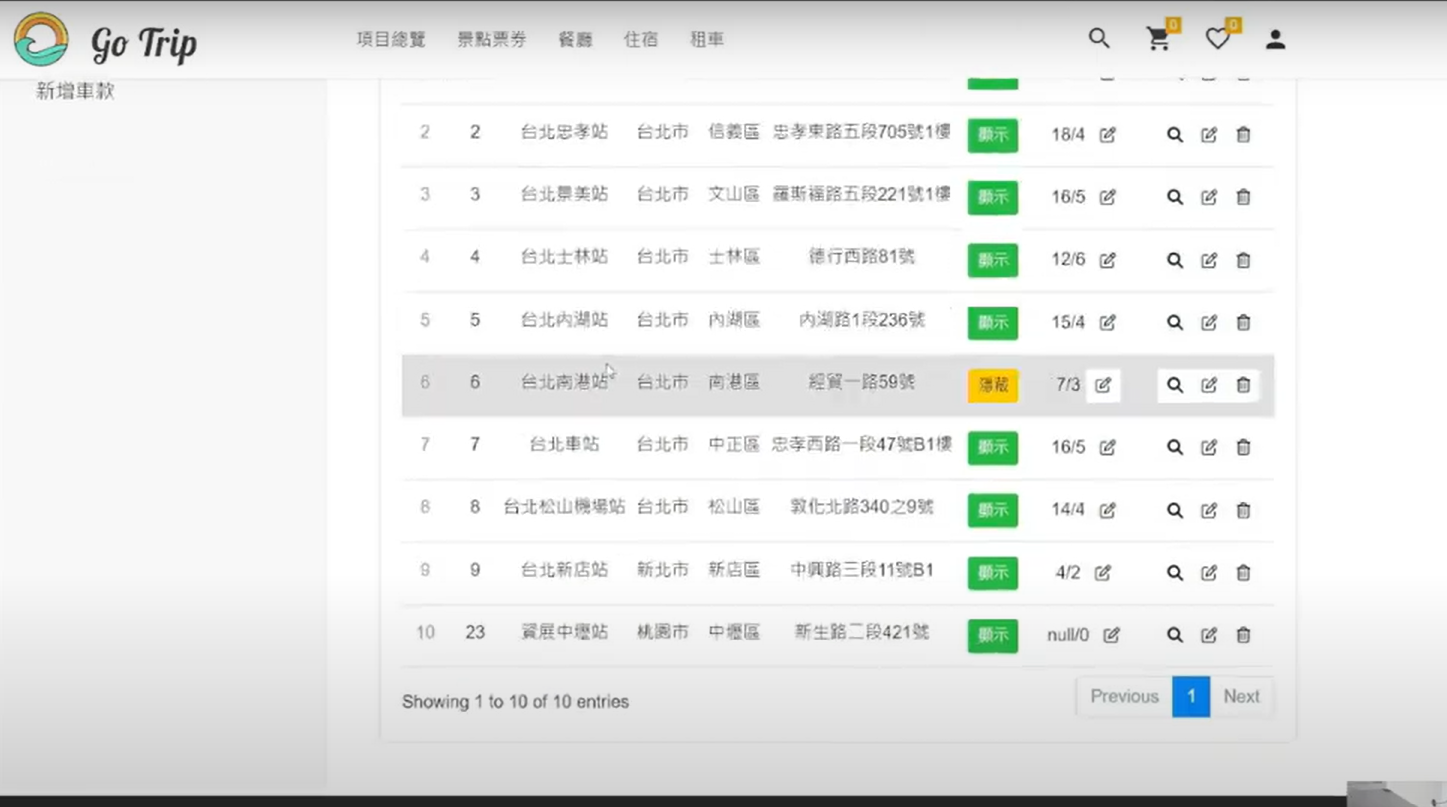 Go Trip 項目總覽 景點票券 餐廳 住宿 租車 0 0
新增車款
2 2 台北忠孝站 台北市 信義區 忠孝東路五段705號1樓 顯示 18/4
3 3 台北景美站 台北市 文山區 羅斯福路五段221號1樓 顯示 16/5
4 4 台北士林站 台北市 士林區 德行西路81號 顯示 12/6
5 5 台北內湖站 台北市 內湖區 內湖路1段236號 顯示 15/4
6 6 台北南港站 台北市 南港區 經貿一路59號 隱蔽 7/3
7 7 台北車站 台北市 中正區 忠孝西路一段47號B1樓 顯示 16/5
8 8 台北松山機場站 台北市 松山區 敦化北路340之9號 顯示 14/4
9 9 台北新店站 新北市 新店區 中興路三段11號B1 顯示 4/2
10 23 資展中壢站 桃園市 中壢區 新生路二段421號 顯示 null/0
Showing 1 to 10 of 10 entries Previous 1 Next